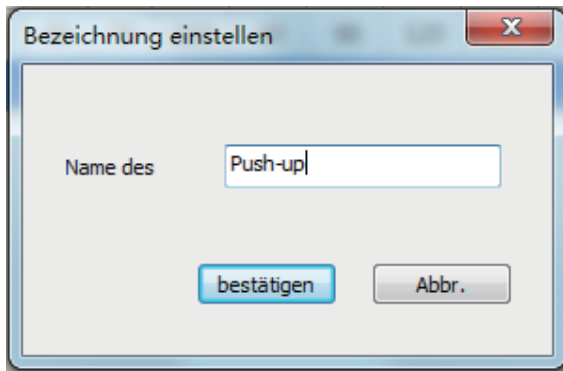 Bezeichnung einstellen
Name des
Push-up
bestätigen
Abbr.